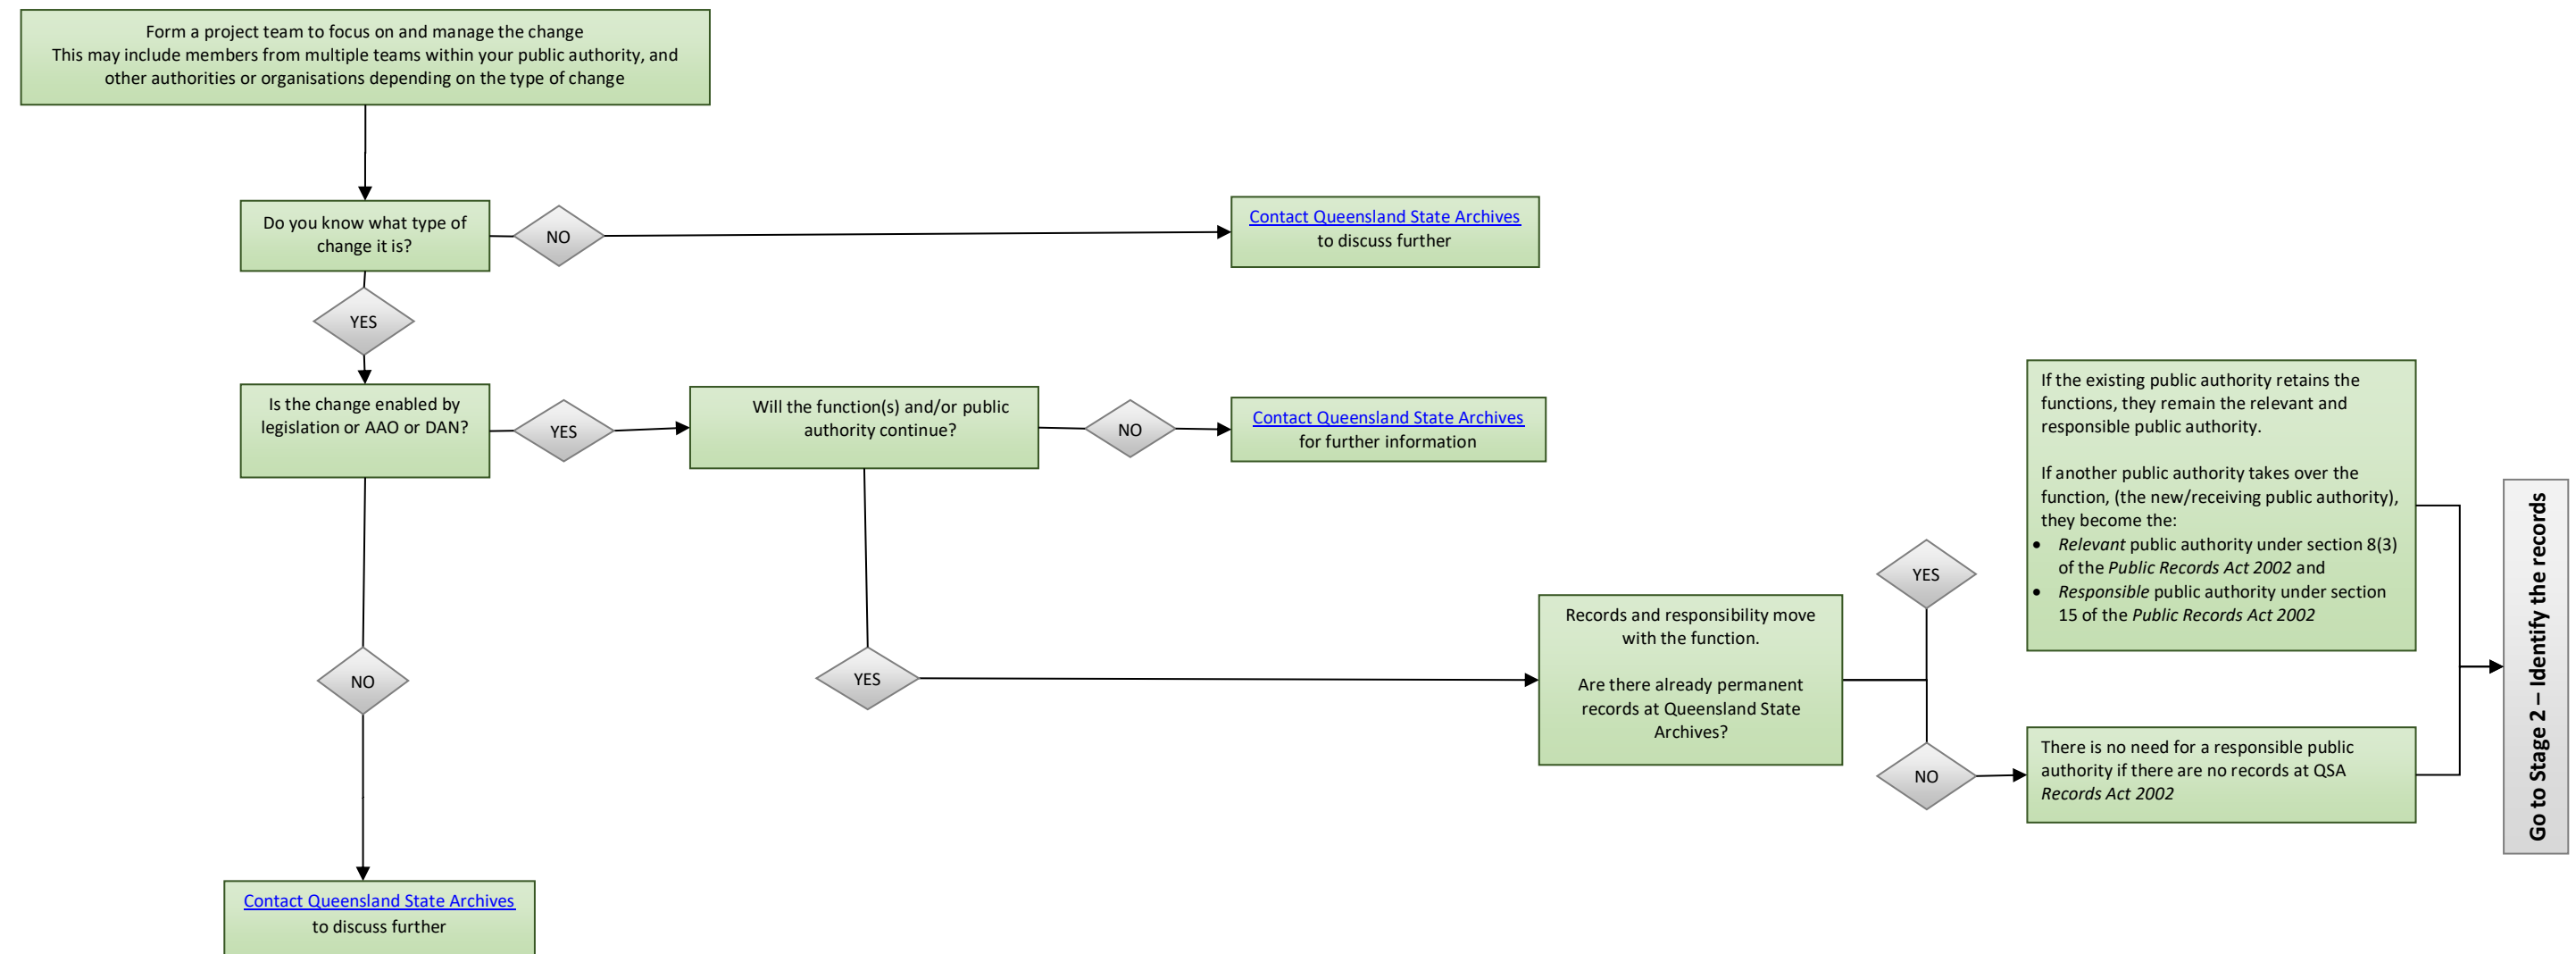 Form a project team to focus on and manage the change
This may include members from multiple teams within your public authority, and
other authorities or organisations depending on the type of change
Do you know what type of
change it is?
NO
Contact Queensland State Archives
to discuss further
YES
Is the change enabled by
legislation or AAO or DAN?
YES
Will the function(s) and/or public
authority continue?
NO
Contact Queensland State Archives
for further information
If the existing public authority retains the
functions, they remain the relevant and
responsible public authority.
If another public authority takes over the
function, (the new/receiving public authority),
they become the:
• Relevant public authority under section 8(3)
of the Public Records Act 2002 and
• Responsible public authority under section
15 of the Public Records Act 2002
YES
Records and responsibility move
with the function.
Are there already permanent
records at Queensland State
Archives?
NO
YES
NO
There is no need for a responsible public
authority if there are no records at QSA
Records Act 2002
Go to Stage 2 – Identify the records
Contact Queensland State Archives
to discuss further